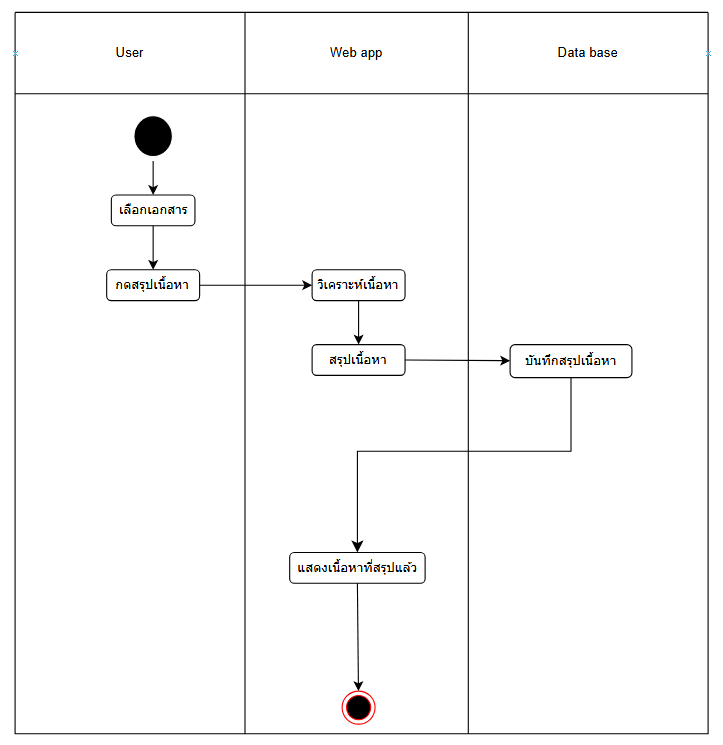 User
Web app
Data base
เลือกเอกสาร
กดสรุปเนื้อหา
วิเคราะห์เนื้อหา
สรุปเนื้อหา
บันทึกสรุปเนื้อหา
แสดงเนื้อหาที่สรุปแล้ว